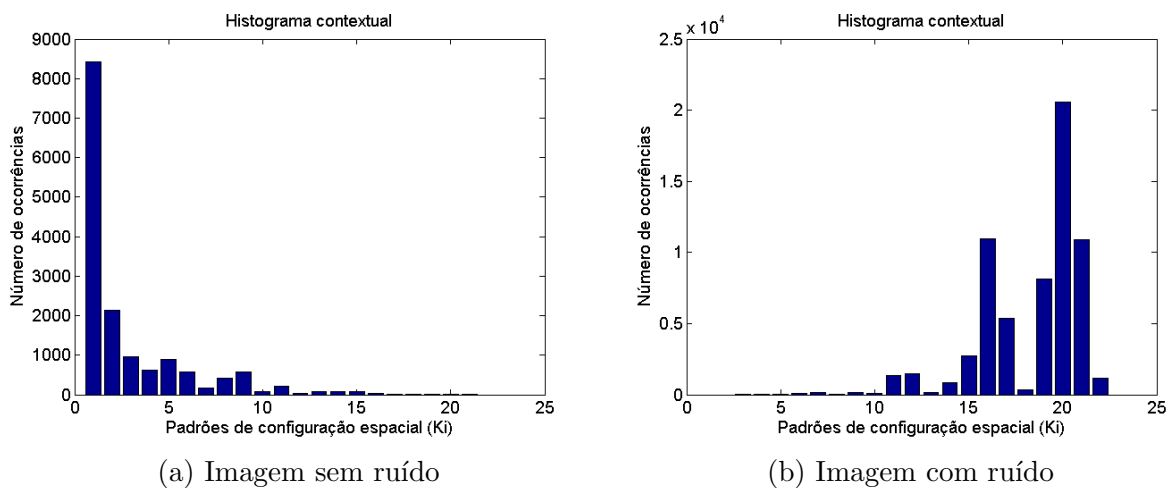 Histograma contextual
9000
8000
7000
6000
5000
4000
3000
2000
1000
0
Número de ocorrências
0 5 10 15 20 25
Padrões de configuração espacial (Ki)
(a) Imagem sem ruído
Histograma contextual
x 10^4
2.5
2
1.5
1
0.5
0
Número de ocorrências
0 5 10 15 20 25
Padrões de configuração espacial (Ki)
(b) Imagem com ruído